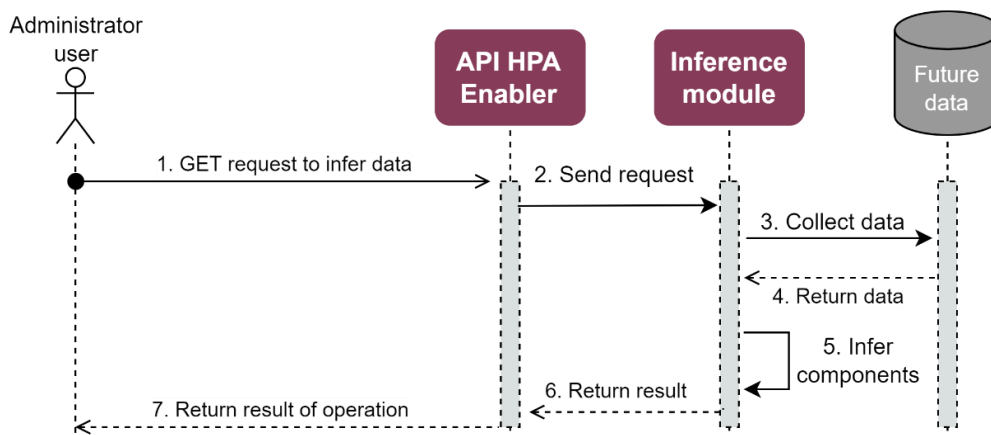 Administrator
user
API HPA
Enabler
Inference
module
Future
data
1. GET request to infer data
2. Send request
3. Collect data
4. Return data
5. Infer
components
6. Return result
7. Return result of operation